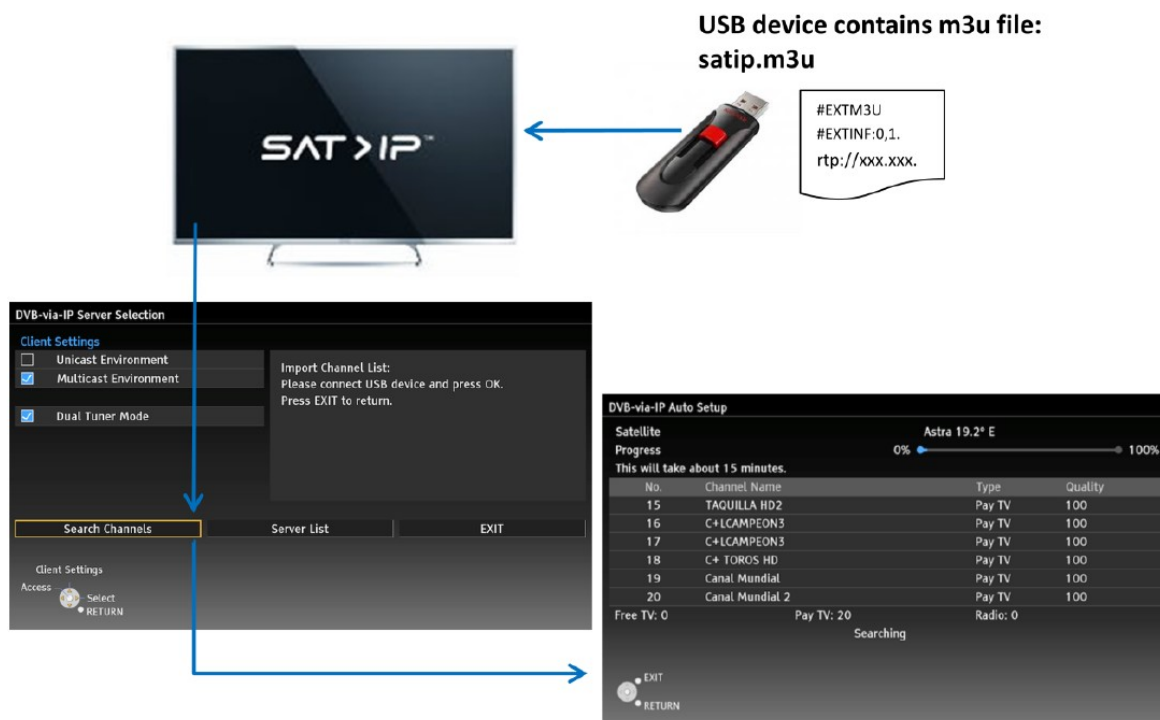 USB device contains m3u file:
satip.m3u
#EXTM3U
#EXTINF:0,1.
rtp://xxx.xxx.
SAT>IP™
DVB-via-IP Server Selection
Client Settings
Unicast Environment
Multicast Environment
Dual Tuner Mode
Import Channel List:
Please connect USB device and press OK.
Press EXIT to return.
Search Channels Server List EXIT
Client Settings
Access
Select
RETURN
DVB-via-IP Auto Setup
Satellite Astra 19.2° E
Progress 0% 100%
This will take about 15 minutes.
No. Channel Name Type Quality
15 TAQUILLA HD2 Pay TV 100
16 C+LCAMPEON3 Pay TV 100
17 C+LCAMPEON3 Pay TV 100
18 C+ TOROS HD Pay TV 100
19 Canal Mundial Pay TV 100
20 Canal Mundial 2 Pay TV 100
Free TV: 0 Pay TV: 20 Radio: 0
Searching
EXIT
RETURN